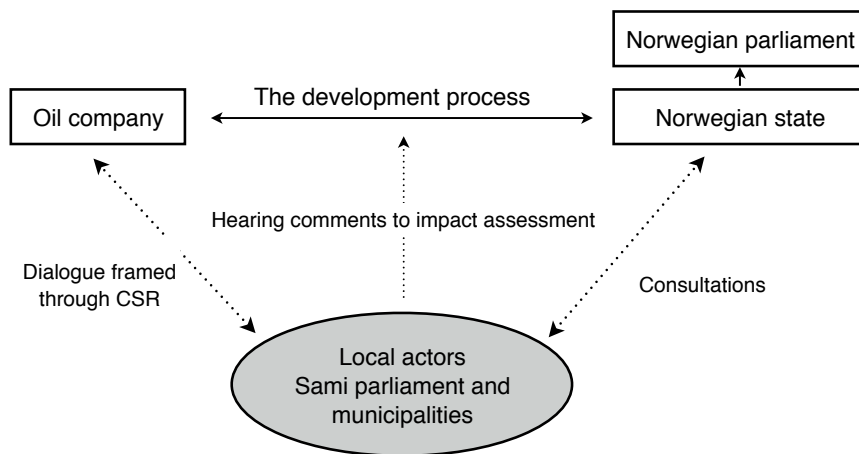 Norwegian parliament
The development process
Oil company
Norwegian state
Hearing comments to impact assessment
Dialogue framed
through CSR
Consultations
Local actors
Sami parliament and
municipalities